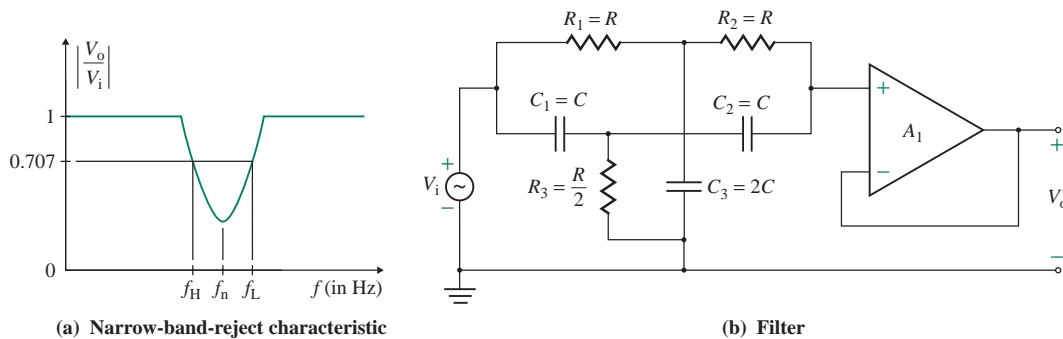 |V_o/V_i|
1
0.707
0
f_H f_n f_L f (in Hz)
(a) Narrow-band-reject characteristic
R_1 = R
R_2 = R
C_1 = C
C_2 = C
R_3 = R/2
C_3 = 2C
+
V_i
~
−
+
A_1
−
+
V_o
−
(b) Filter